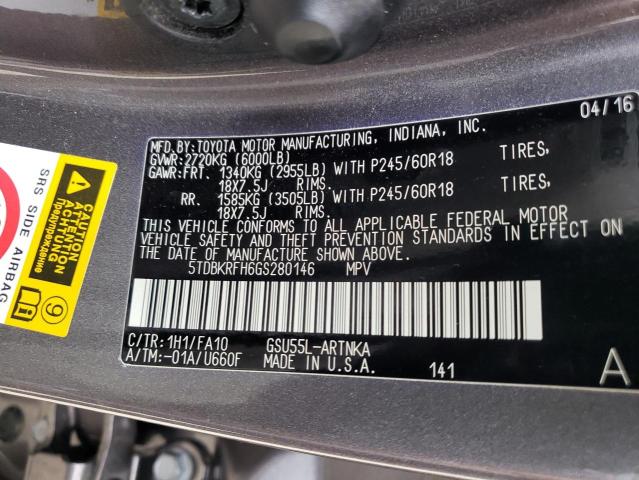 04/16
MFD.BY:TOYOTA MOTOR MANUFACTURING, INDIANA, INC.
GVWR:2720KG (6000LB)
GAWR:FRT. 1340KG (2955LB) WITH P245/60R18 TIRES,
18X7.5J RIMS.
RR. 1585KG (3505LB) WITH P245/60R18 TIRES,
18X7.5J RIMS.
THIS VEHICLE CONFORMS TO ALL APPLICABLE FEDERAL MOTOR
VEHICLE SAFETY AND THEFT PREVENTION STANDARDS IN EFFECT ON
THE DATE OF MANUFACTURE SHOWN ABOVE.
5TDBKRFH6GS280146 MPV
C/TR:1H1/FA10 GSU55L-ARTNKA
A/TM:-01A/U660F MADE IN U.S.A. 141 A
SRS SIDE AIRBAG
CAUTION
ATTENTION
ACHTUNG
Предупреждение
9